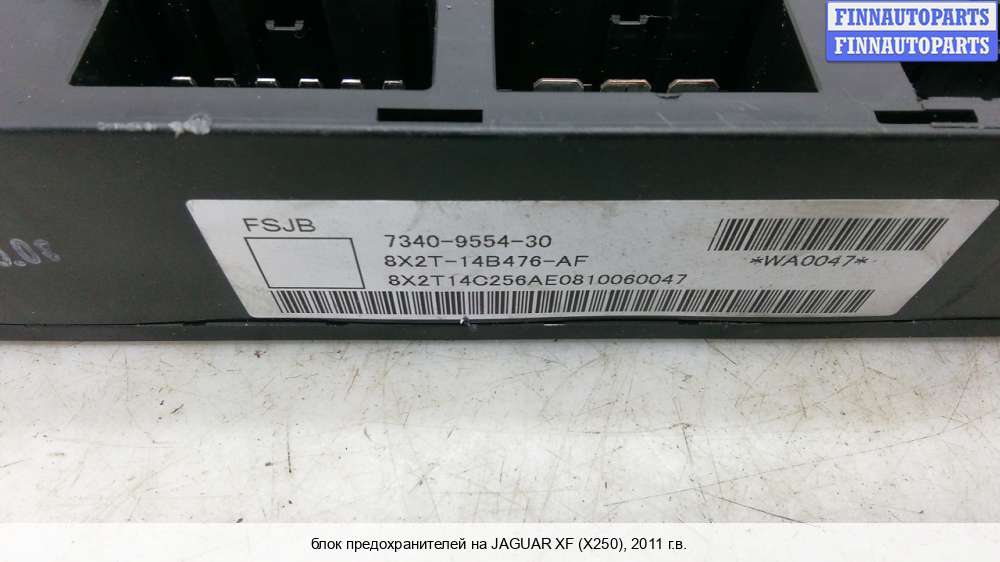 FINNAUTOPARTS
FINNAUTOPARTS
FSJB
7340-9554-30
8X2T-14B476-AF
8X2T14C256AE0810060047
*WA0047*
блок предохранителей на JAGUAR XF (X250), 2011 г.в.